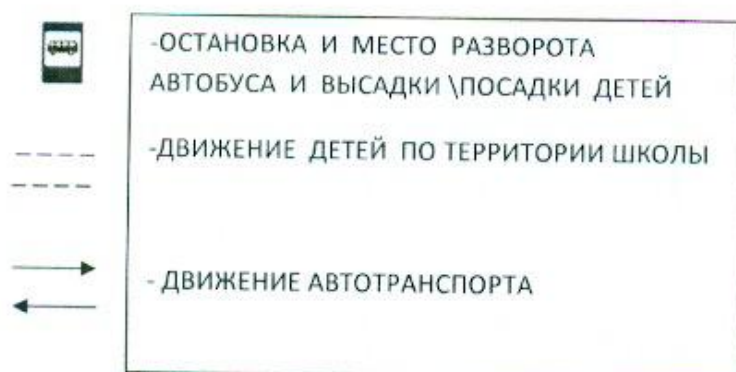 -ОСТАНОВКА И МЕСТО РАЗВОРОТА
АВТОБУСА И ВЫСАДКИ \ПОСАДКИ ДЕТЕЙ
-ДВИЖЕНИЕ ДЕТЕЙ ПО ТЕРРИТОРИИ ШКОЛЫ
- ДВИЖЕНИЕ АВТОТРАНСПОРТА